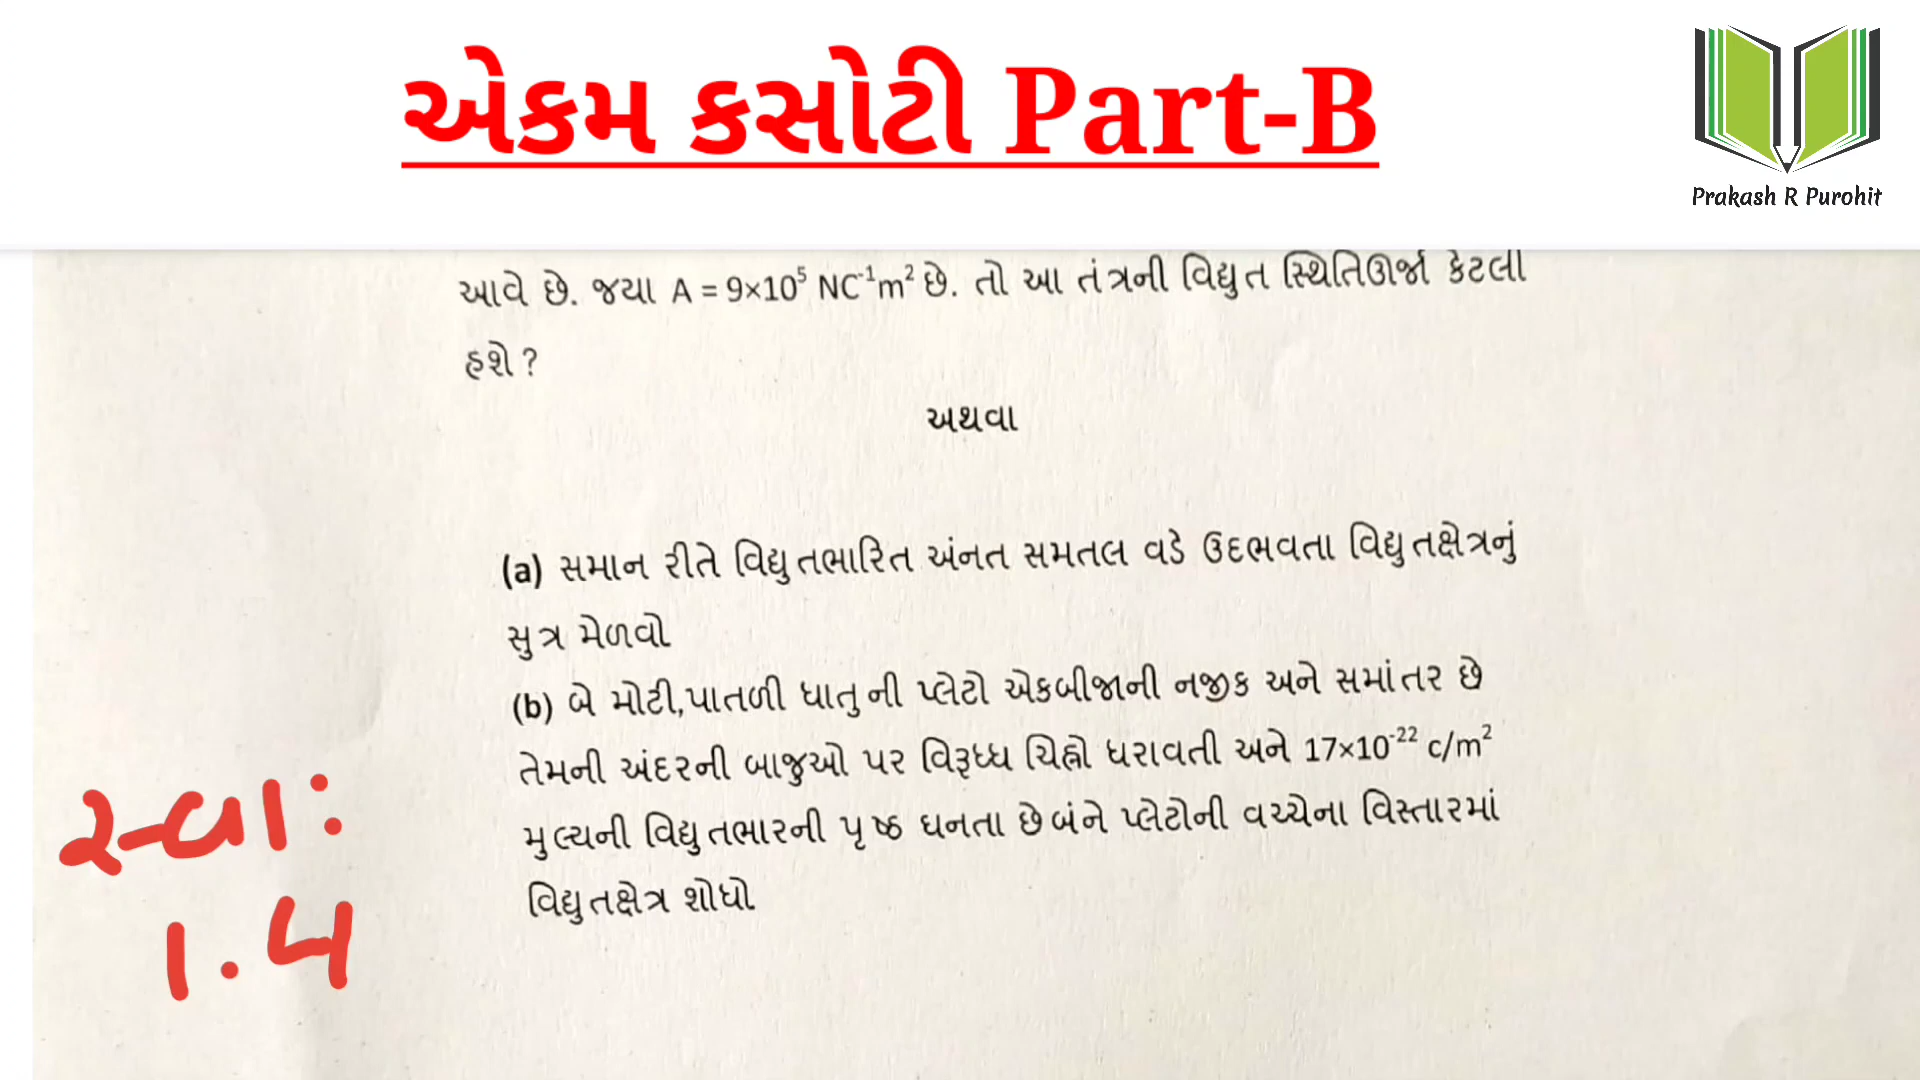 એકમ કસોટી Part-B
Prakash R Purohit
આવે છે. જયા A = 9×10⁵ NC⁻¹m² છે. તો આ તંત્રની વિદ્યુત સ્થિતિઊર્જા કેટલી
હશે ?
અથવા
(a) સમાન રીતે વિદ્યુતભારિત અંનત સમતલ વડે ઉદભવતા વિદ્યુતક્ષેત્રનું
સુત્ર મેળવો
(b) બે મોટી,પાતળી ધાતુની પ્લેટો એકબીજાની નજીક અને સમાંતર છે
તેમની અંદરની બાજુઓ પર વિરૂધ્ધ ચિહ્નો ધરાવતી અને 17×10⁻²² c/m²
મુલ્યની વિદ્યુતભારની પૃષ્ઠ ઘનતા છે બંને પ્લેટોની વચ્ચેના વિસ્તારમાં
વિદ્યુતક્ષેત્ર શોધો
સ્વા:
1.4